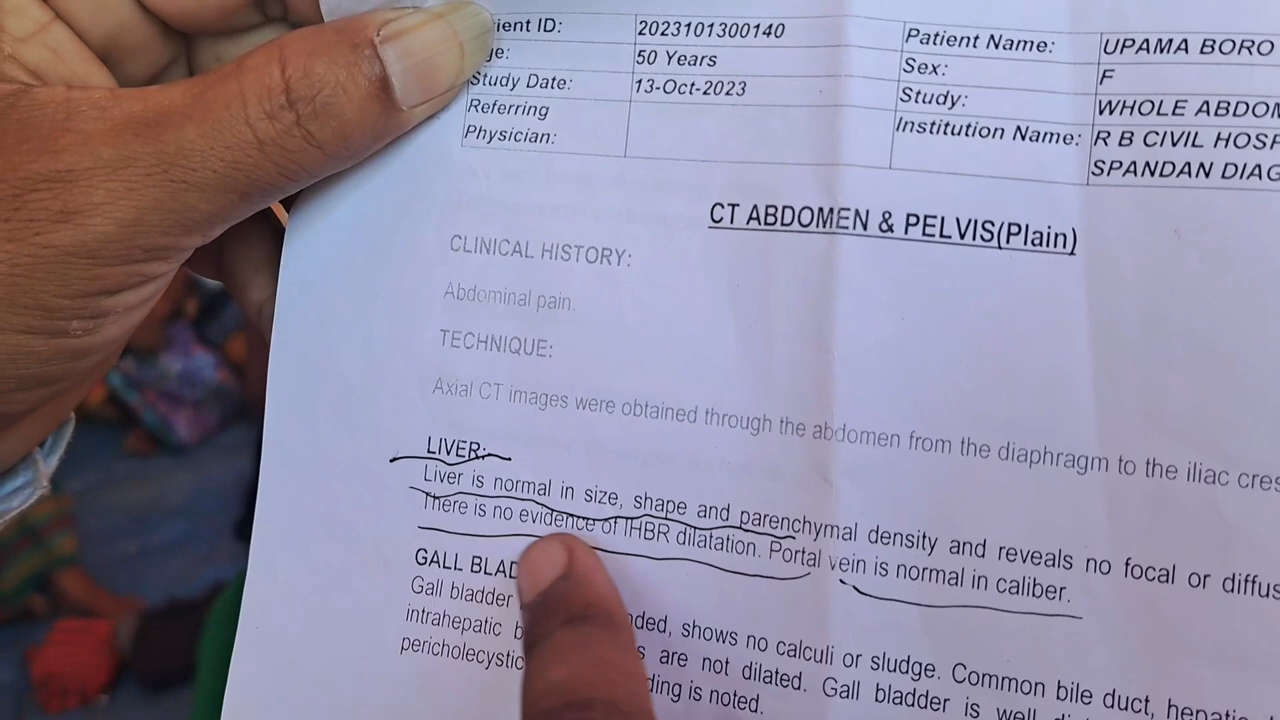 ient ID: 2023101300140 Patient Name: UPAMA BORO
ge: 50 Years Sex: F
Study Date: 13-Oct-2023 Study: WHOLE ABDOM
Referring Physician: Institution Name: R B CIVIL HOSP
SPANDAN DIAG
CT ABDOMEN & PELVIS(Plain)
CLINICAL HISTORY:
Abdominal pain.
TECHNIQUE:
Axial CT images were obtained through the abdomen from the diaphragm to the iliac cres
LIVER:
Liver is normal in size, shape and parenchymal density and reveals no focal or diffus
There is no evidence of IHBR dilatation. Portal vein is normal in caliber.
GALL BLAD
Gall bladder nded, shows no calculi or sludge. Common bile duct, hepatic
intrahepatic b s are not dilated. Gall bladder is well
pericholecystic ding is noted.